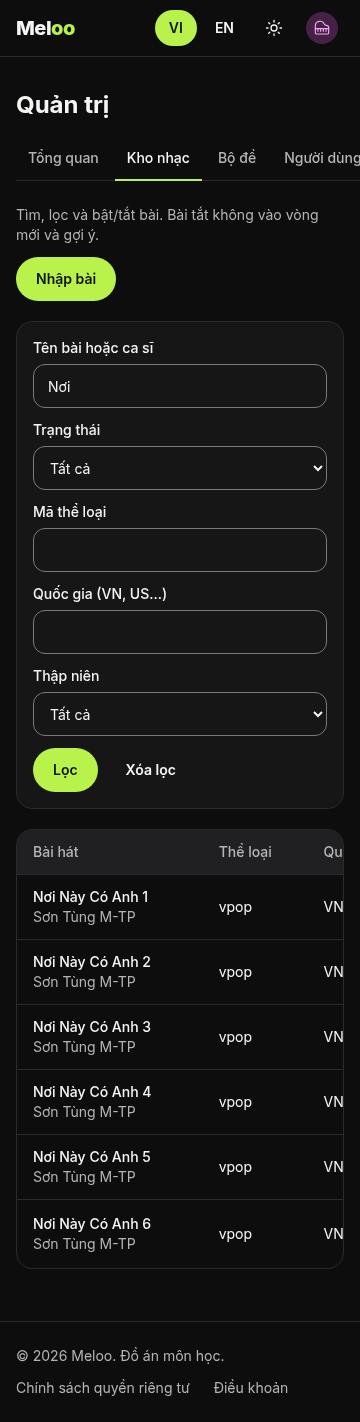 Meloo
VI
EN
Quản trị
Tổng quan
Kho nhạc
Bộ đề
Người dùng
Tìm, lọc và bật/tắt bài. Bài tắt không vào vòng
mới và gợi ý.
Nhập bài
Tên bài hoặc ca sĩ
Nơi
Trạng thái
Tất cả
Mã thể loại
Quốc gia (VN, US...)
Thập niên
Tất cả
Lọc
Xóa lọc
Bài hát
Thể loại
Qu
Nơi Này Có Anh 1
Sơn Tùng M-TP
vpop
VN
Nơi Này Có Anh 2
Sơn Tùng M-TP
vpop
VN
Nơi Này Có Anh 3
Sơn Tùng M-TP
vpop
VN
Nơi Này Có Anh 4
Sơn Tùng M-TP
vpop
VN
Nơi Này Có Anh 5
Sơn Tùng M-TP
vpop
VN
Nơi Này Có Anh 6
Sơn Tùng M-TP
vpop
VN
© 2026 Meloo. Đồ án môn học.
Chính sách quyền riêng tư
Điều khoản